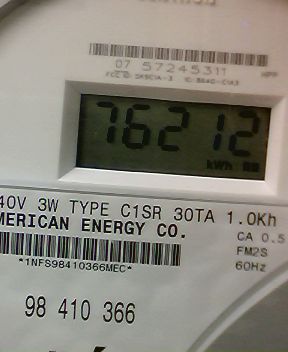 07 57245311
76212
kWh
40V 3W TYPE C1SR 30TA 1.0Kh
MERICAN ENERGY CO.
CA 0.5
FM2S
60Hz
*1NFS98410366MEC*
98 410 366